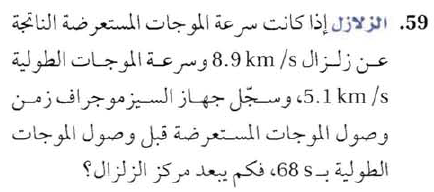 59. الزلازل إذا كانت سرعة الموجات المستعرضة الناتجة
عن زلزال 8.9 km/s وسرعة الموجات الطولية
5.1 km/s، وسجّل جهاز السيزموجراف زمن
وصول الموجات المستعرضة قبل وصول الموجات
الطولية بـ 68 s، فكم يبعد مركز الزلزال؟